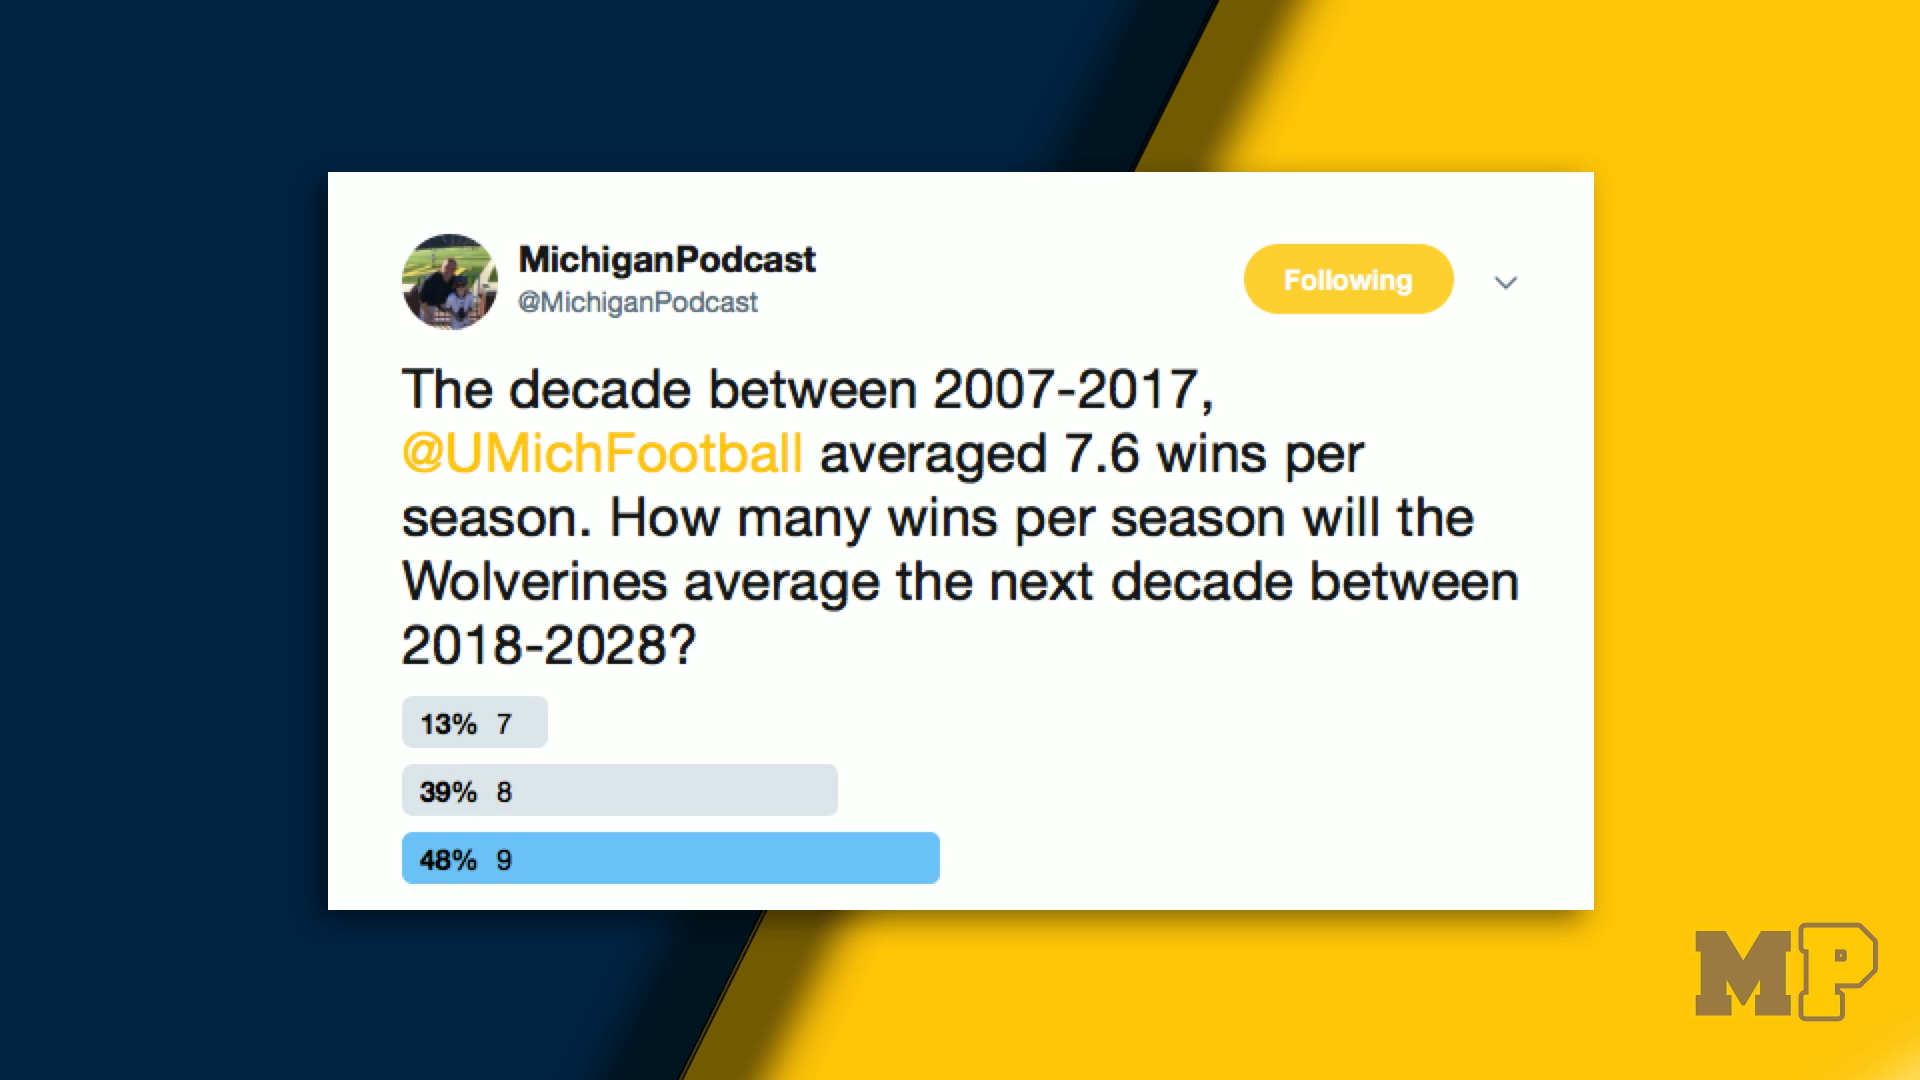 MichiganPodcast
@MichiganPodcast
Following
The decade between 2007-2017,
@UMichFootball averaged 7.6 wins per
season. How many wins per season will the
Wolverines average the next decade between
2018-2028?
13% 7
39% 8
48% 9
MP